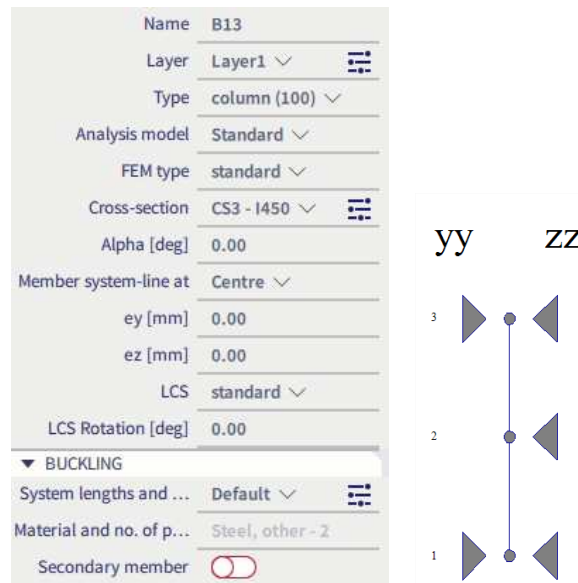 Name B13
Layer Layer1
Type column (100)
Analysis model Standard
FEM type standard
Cross-section CS3 - I450
Alpha [deg] 0.00
Member system-line at Centre
ey [mm] 0.00
ez [mm] 0.00
LCS standard
LCS Rotation [deg] 0.00
BUCKLING
System lengths and ... Default
Material and no. of p... Steel, other - 2
Secondary member
yy zz
3
2
1